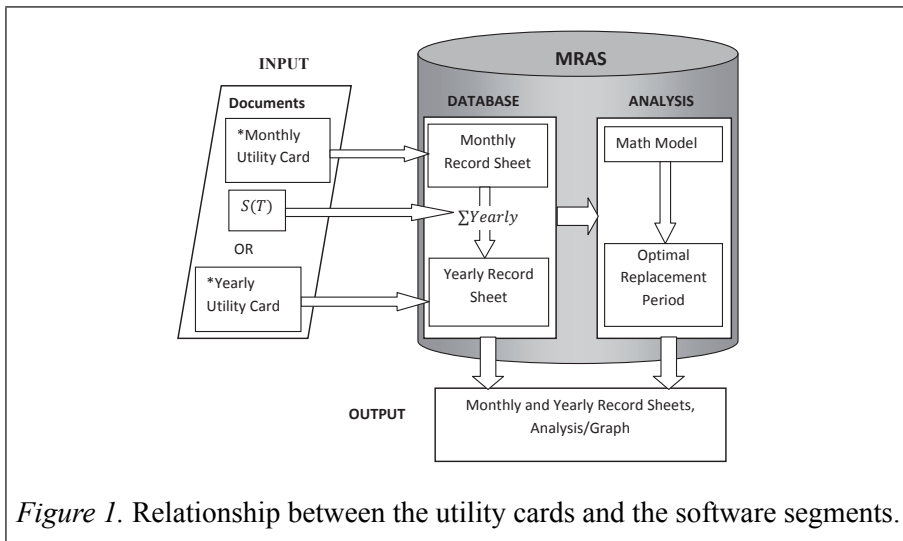 MRAS
INPUT
Documents
*Monthly
Utility Card
S(T)
OR
*Yearly
Utility Card
DATABASE
Monthly
Record Sheet
∑Yearly
Yearly Record
Sheet
ANALYSIS
Math Model
Optimal
Replacement
Period
OUTPUT
Monthly and Yearly Record Sheets,
Analysis/Graph
Figure 1. Relationship between the utility cards and the software segments.